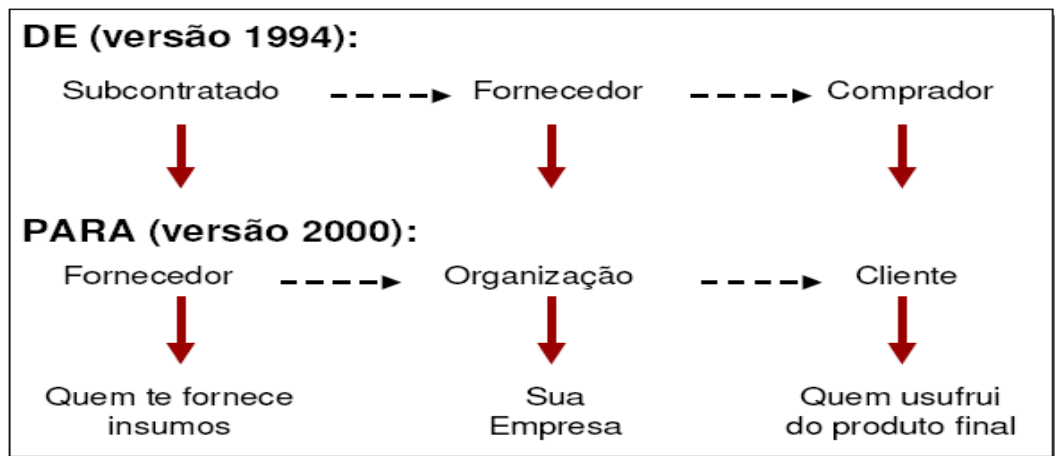 DE (versão 1994):
Subcontratado Fornecedor Comprador
PARA (versão 2000):
Fornecedor Organização Cliente
Quem te fornece Sua Quem usufrui
insumos Empresa do produto final